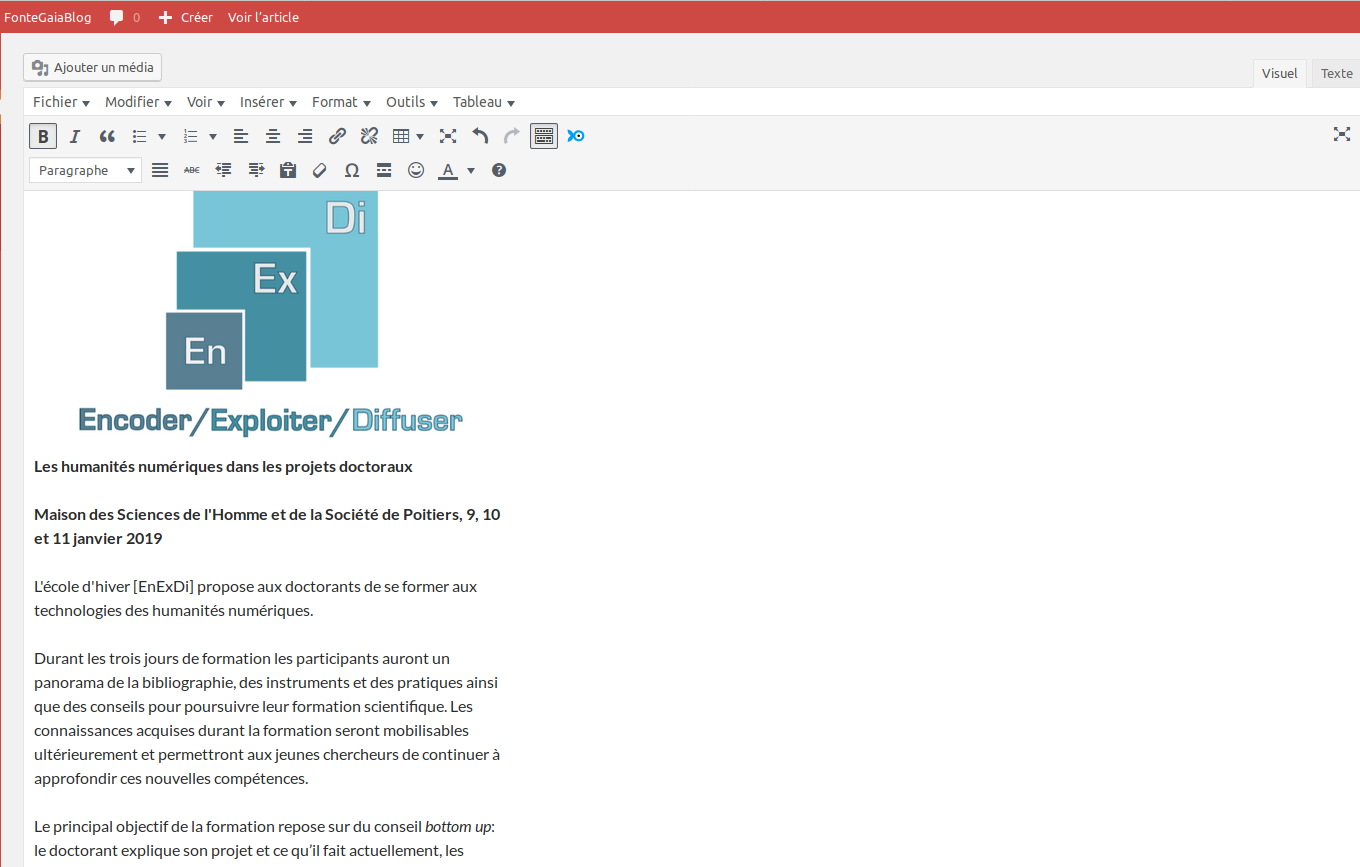 FonteGaiaBlog 0 Créer Voir l’article
Ajouter un média
Visuel Texte
Fichier Modifier Voir Insérer Format Outils Tableau
B I
Paragraphe ABC T Ω A ?
Di
Ex
En
Encoder/Exploiter/Diffuser
Les humanités numériques dans les projets doctoraux
Maison des Sciences de l'Homme et de la Société de Poitiers, 9, 10
et 11 janvier 2019
L'école d'hiver [EnExDi] propose aux doctorants de se former aux
technologies des humanités numériques.
Durant les trois jours de formation les participants auront un
panorama de la bibliographie, des instruments et des pratiques ainsi
que des conseils pour poursuivre leur formation scientifique. Les
connaissances acquises durant la formation seront mobilisables
ultérieurement et permettront aux jeunes chercheurs de continuer à
approfondir ces nouvelles compétences.
Le principal objectif de la formation repose sur du conseil bottom up:
le doctorant explique son projet et ce qu’il fait actuellement, les